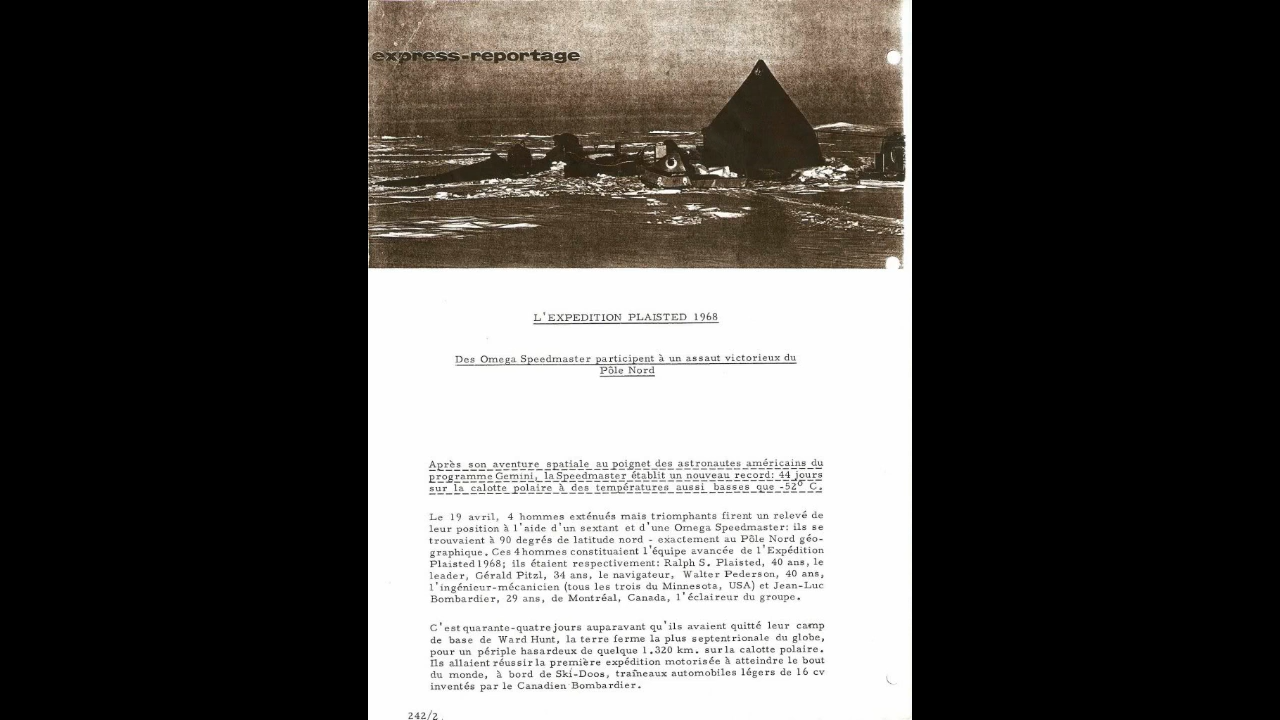 express-reportage
L'EXPEDITION PLAISTED 1968
Des Omega Speedmaster participent à un assaut victorieux du
Pôle Nord
Après son aventure spatiale au poignet des astronautes américains du
programme Gemini, la Speedmaster établit un nouveau record: 44 jours
sur la calotte polaire à des températures aussi basses que -52° C.
Le 19 avril, 4 hommes exténués mais triomphants firent un relevé de
leur position à l'aide d'un sextant et d'une Omega Speedmaster: ils se
trouvaient à 90 degrés de latitude nord - exactement au Pôle Nord géo-
graphique. Ces 4 hommes constituaient l'équipe avancée de l'Expédition
Plaisted 1968; ils étaient respectivement: Ralph S. Plaisted, 40 ans, le
leader, Gérald Pitzl, 34 ans, le navigateur, Walter Pederson, 40 ans,
l'ingénieur-mécanicien (tous les trois du Minnesota, USA) et Jean-Luc
Bombardier, 29 ans, de Montréal, Canada, l'éclaireur du groupe.
C'est quarante-quatre jours auparavant qu'ils avaient quitté leur camp
de base de Ward Hunt, la terre ferme la plus septentrionale du globe,
pour un périple hasardeux de quelque 1.320 km. sur la calotte polaire.
Ils allaient réussir la première expédition motorisée à atteindre le bout
du monde, à bord de Ski-Doos, traîneaux automobiles légers de 16 cv
inventés par le Canadien Bombardier.
242/2.